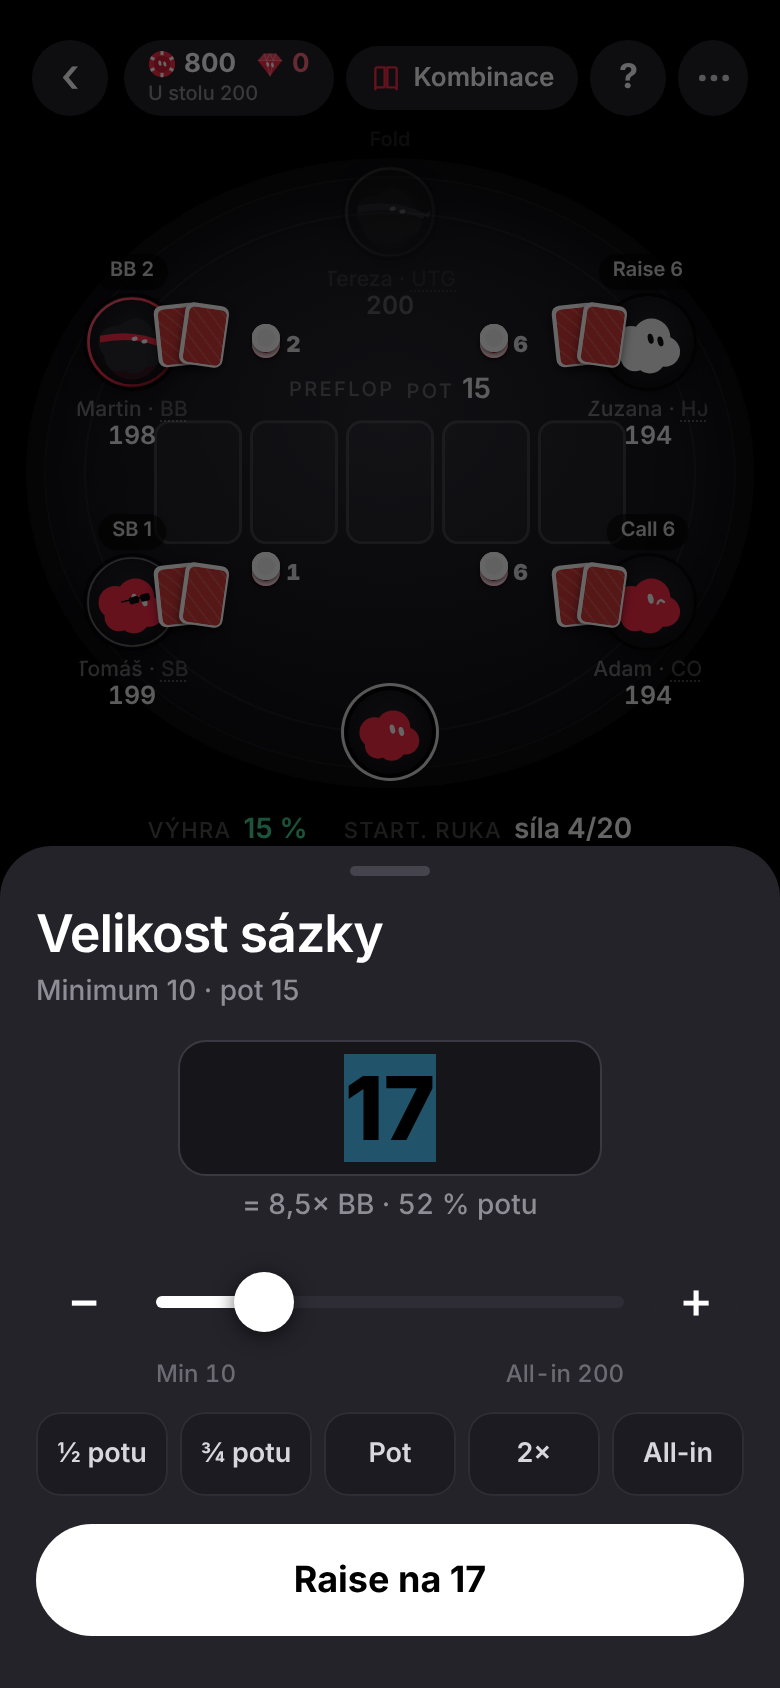 800 0
U stolu 200
Kombinace
?
Fold
Tereza · UTG
200
BB 2
Raise 6
2
6
PREFLOP POT 15
Martin · BB
198
Zuzana · HJ
194
SB 1
Call 6
1
6
Tomáš · SB
199
Adam · CO
194
VÝHRA 15 % START. RUKA síla 4/20
Velikost sázky
Minimum 10 · pot 15
17
= 8,5× BB · 52 % potu
− +
Min 10 All-in 200
½ potu ¾ potu Pot 2× All-in
Raise na 17